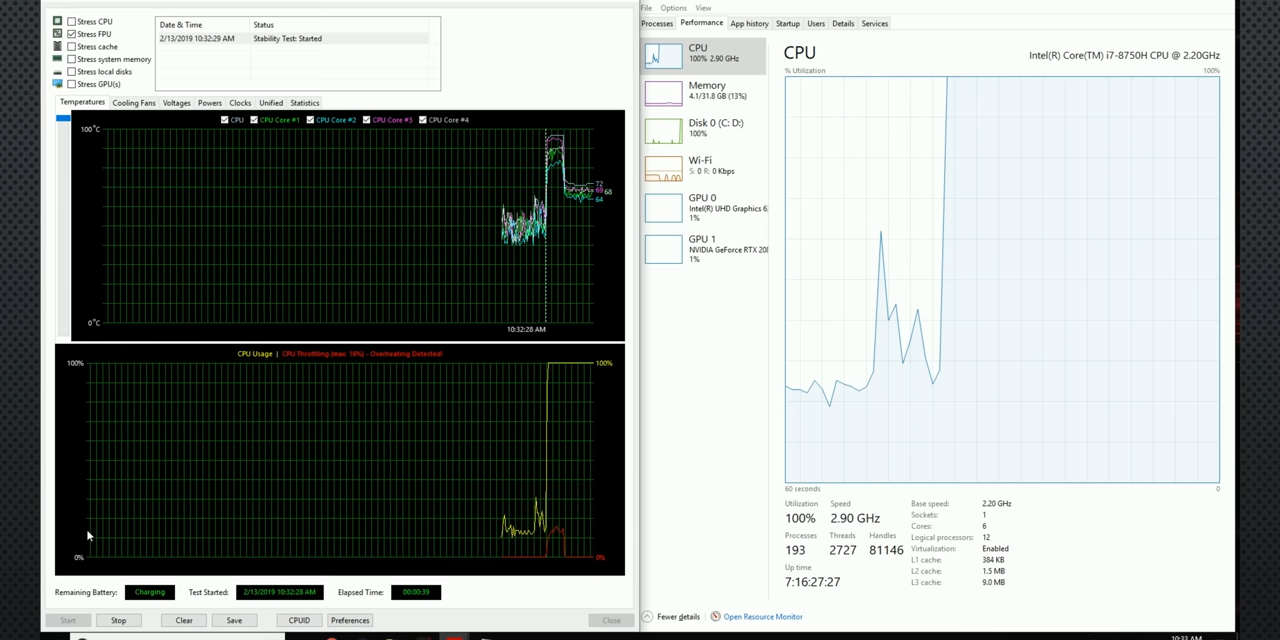 Stress CPU
Stress FPU
Stress cache
Stress system memory
Stress local disks
Stress GPU(s)
Date & Time Status
2/13/2019 10:32:29 AM Stability Test: Started
Temperatures Cooling Fans Voltages Powers Clocks Unified Statistics
CPU CPU Core #1 CPU Core #2 CPU Core #3 CPU Core #4
100°C
72
69 68
64
0°C
10:32:28 AM
CPU Usage | CPU Throttling (max. 16%) - Overheating Detected!
100% 100%
0% 0%
Remaining Battery: Charging Test Started: 2/13/2019 10:32:28 AM Elapsed Time: 00:00:39
Start Stop Clear Save CPUID Preferences Close
File Options View
Processes Performance App history Startup Users Details Services
CPU
100% 2.90 GHz
Memory
4.1/31.8 GB (13%)
Disk 0 (C: D:)
100%
Wi-Fi
S: 0 R: 0 Kbps
GPU 0
Intel(R) UHD Graphics 6
1%
GPU 1
NVIDIA GeForce RTX 20
1%
CPU Intel(R) Core(TM) i7-8750H CPU @ 2.20GHz
% Utilization 100%
60 seconds 0
Utilization Speed
100% 2.90 GHz
Processes Threads Handles
193 2727 81146
Up time
7:16:27:27
Base speed: 2.20 GHz
Sockets: 1
Cores: 6
Logical processors: 12
Virtualization: Enabled
L1 cache: 384 KB
L2 cache: 1.5 MB
L3 cache: 9.0 MB
Fewer details Open Resource Monitor
10:33 AM